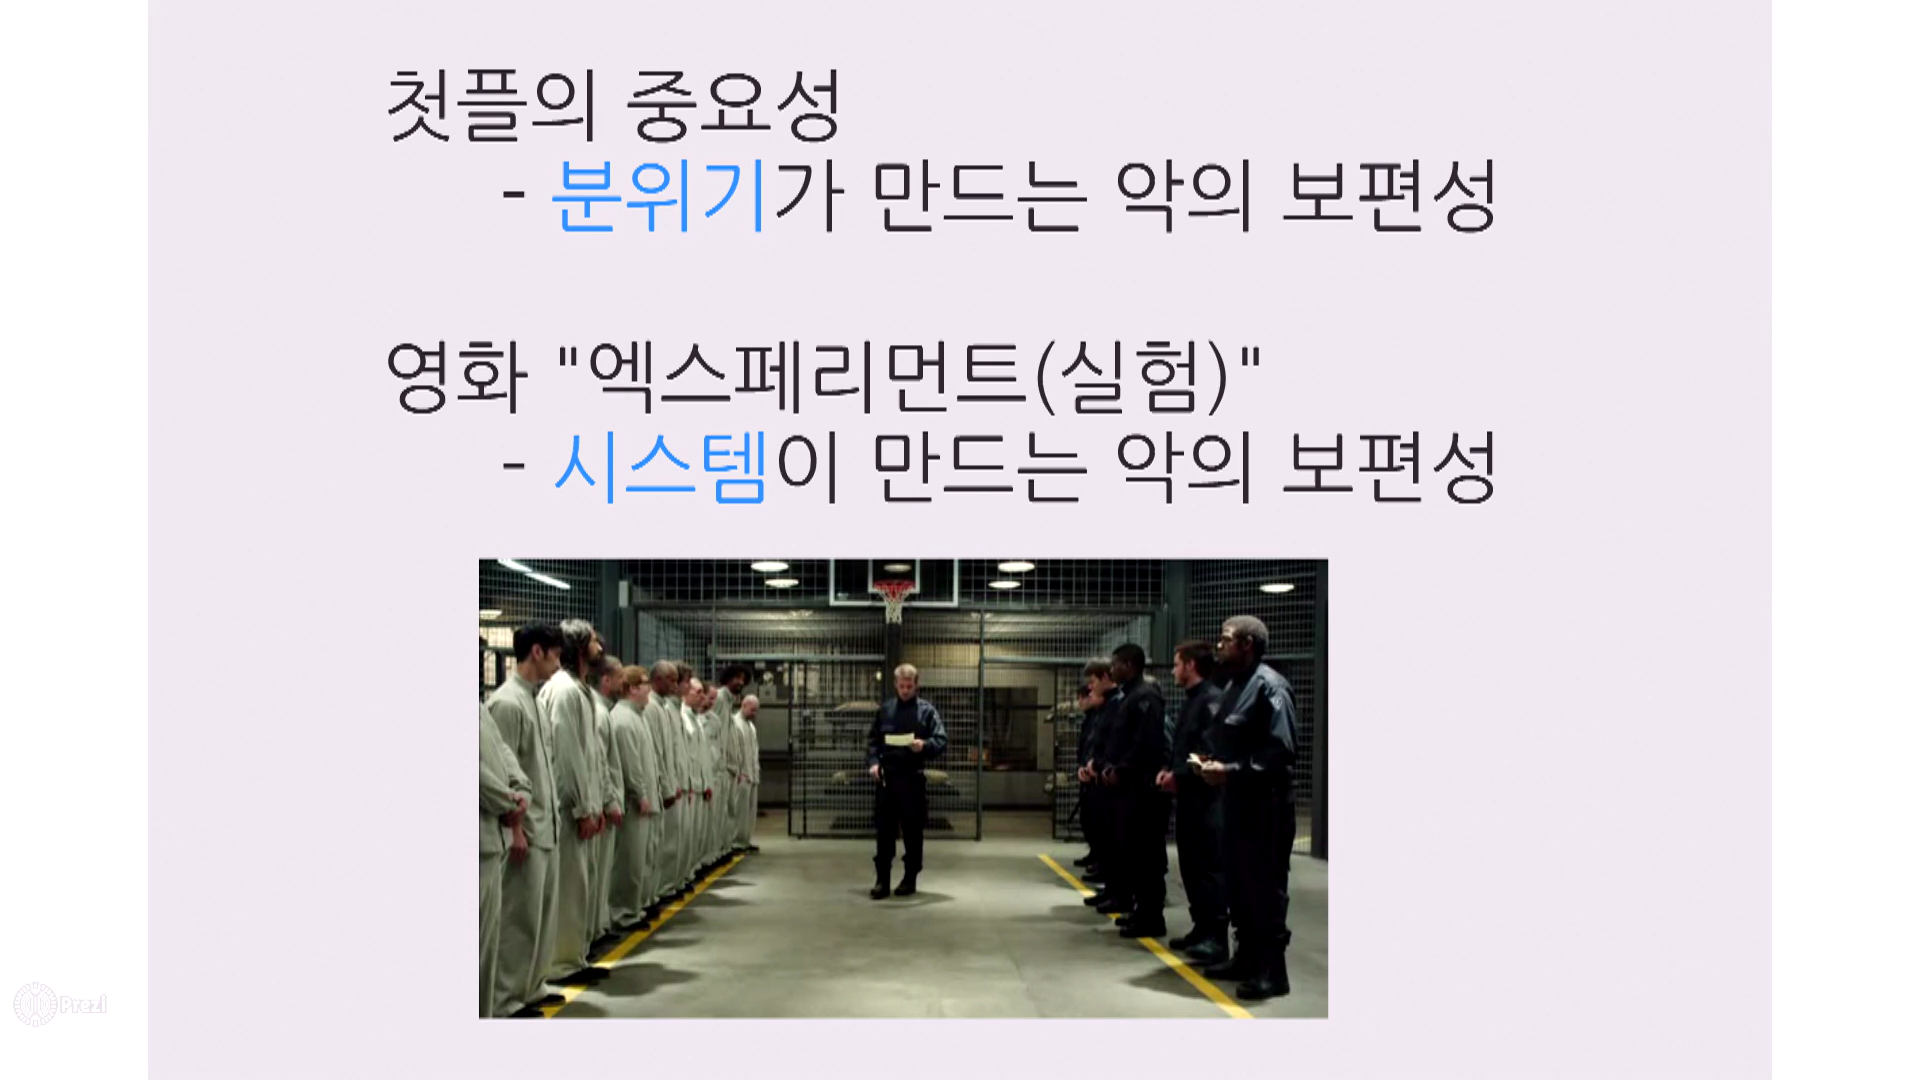 첫플의 중요성
- 분위기가 만드는 악의 보편성
영화 "엑스페리먼트(실험)"
- 시스템이 만드는 악의 보편성
Prezi